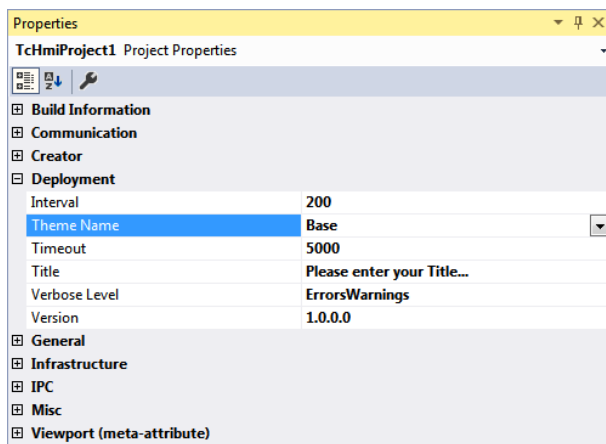 Properties
TcHmiProject1 Project Properties
Build Information
Communication
Creator
Deployment
Interval 200
Theme Name Base
Timeout 5000
Title Please enter your Title...
Verbose Level ErrorsWarnings
Version 1.0.0.0
General
Infrastructure
IPC
Misc
Viewport (meta-attribute)